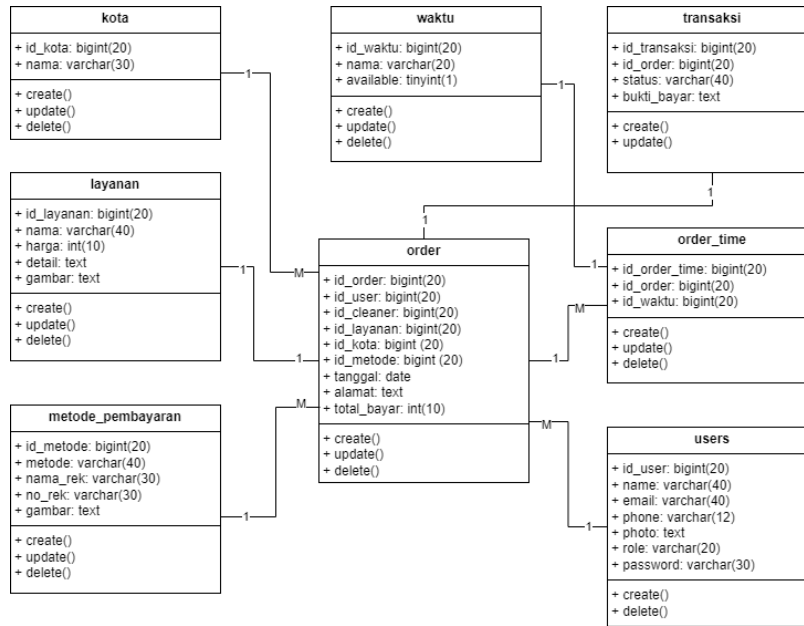 kota
+ id_kota: bigint(20)
+ nama: varchar(30)
+ create()
+ update()
+ delete()
waktu
+ id_waktu: bigint(20)
+ nama: varchar(20)
+ available: tinyint(1)
+ create()
+ update()
+ delete()
transaksi
+ id_transaksi: bigint(20)
+ id_order: bigint(20)
+ status: varchar(40)
+ bukti_bayar: text
+ create()
+ update()
layanan
+ id_layanan: bigint(20)
+ nama: varchar(40)
+ harga: int(10)
+ detail: text
+ gambar: text
+ create()
+ update()
+ delete()
order
+ id_order: bigint(20)
+ id_user: bigint(20)
+ id_cleaner: bigint(20)
+ id_layanan: bigint(20)
+ id_kota: bigint (20)
+ id_metode: bigint (20)
+ tanggal: date
+ alamat: text
+ total_bayar: int(10)
+ create()
+ update()
+ delete()
order_time
+ id_order_time: bigint(20)
+ id_order: bigint(20)
+ id_waktu: bigint(20)
+ create()
+ update()
+ delete()
metode_pembayaran
+ id_metode: bigint(20)
+ metode: varchar(40)
+ nama_rek: varchar(30)
+ no_rek: varchar(30)
+ gambar: text
+ create()
+ update()
+ delete()
users
+ id_user: bigint(20)
+ name: varchar(40)
+ email: varchar(40)
+ phone: varchar(12)
+ photo: text
+ role: varchar(20)
+ password: varchar(30)
+ create()
+ delete()
1
M
1
1
1
1
1
1
1
M
1
M
M
1